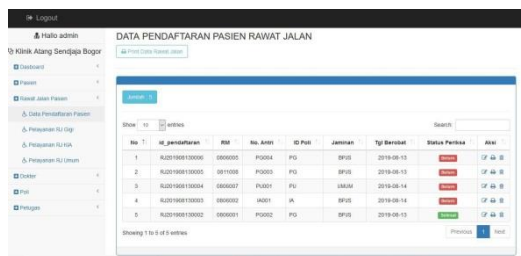 Logout
Hallo admin
Klinik Atang Sendjaja Bogor
Dasboard
Pasien
Rawat Jalan Pasien
Data Pendaftaran Pasien
Pelayanan RJ Gigi
Pelayanan RJ KIA
Pelayanan RJ Umum
Dokter
Poli
Petugas
DATA PENDAFTARAN PASIEN RAWAT JALAN
Print Data Rawat Jalan
Show 10 entries
Search:
No id_pendaftaran RM No. Antri ID Poli Jaminan Tgl Berobat Status Periksa Aksi
1 RJ201908130006 0806005 PG004 PG BPJS 2019-08-13 Belum
2 RJ201908130005 0811008 PG003 PG BPJS 2019-08-13 Belum
3 RJ201908130004 0806007 PU001 PU UMUM 2019-08-14 Belum
4 RJ201908130003 0806002 IA001 IA BPJS 2019-08-14 Belum
5 RJ201908130002 0806001 PG002 PG BPJS 2019-08-13
Showing 1 to 5 of 5 entries
Previous 1 Next